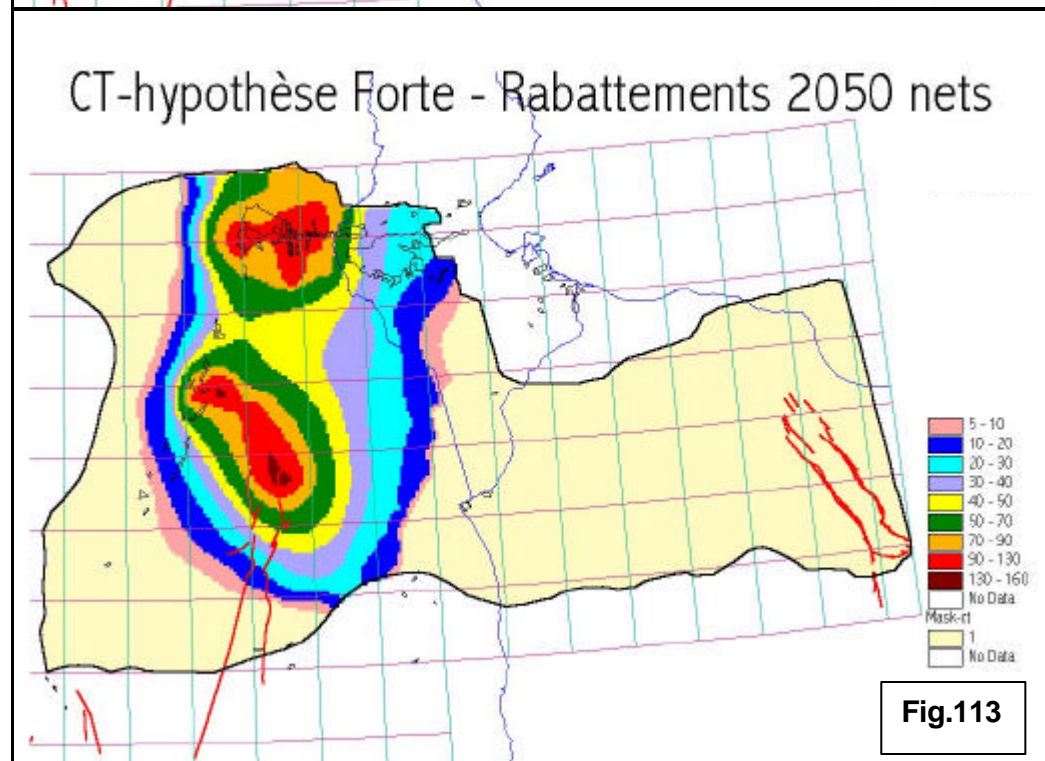 CT-hypothèse Forte - Rabattements 2050 nets
5 - 10
10 - 20
20 - 30
30 - 40
40 - 50
50 - 70
70 - 90
90 - 130
130 - 160
No Data
Mask-ct
1
No Data
Fig.113